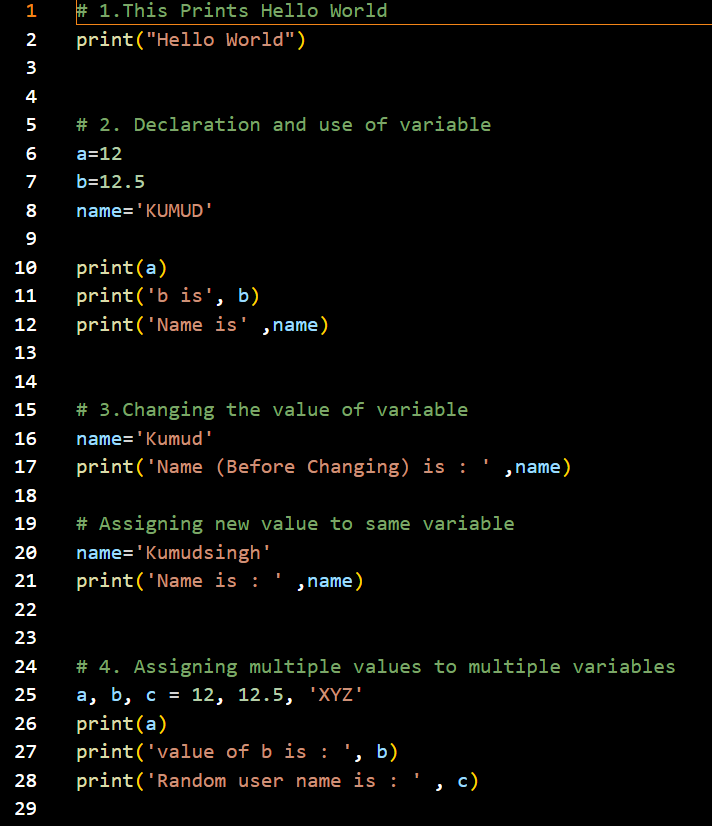 1 # 1.This Prints Hello World
2 print("Hello World")
3
4
5 # 2. Declaration and use of variable
6 a=12
7 b=12.5
8 name='KUMUD'
9
10 print(a)
11 print('b is', b)
12 print('Name is' ,name)
13
14
15 # 3.Changing the value of variable
16 name='Kumud'
17 print('Name (Before Changing) is : ' ,name)
18
19 # Assigning new value to same variable
20 name='Kumudsingh'
21 print('Name is : ' ,name)
22
23
24 # 4. Assigning multiple values to multiple variables
25 a, b, c = 12, 12.5, 'XYZ'
26 print(a)
27 print('value of b is : ', b)
28 print('Random user name is : ' , c)
29